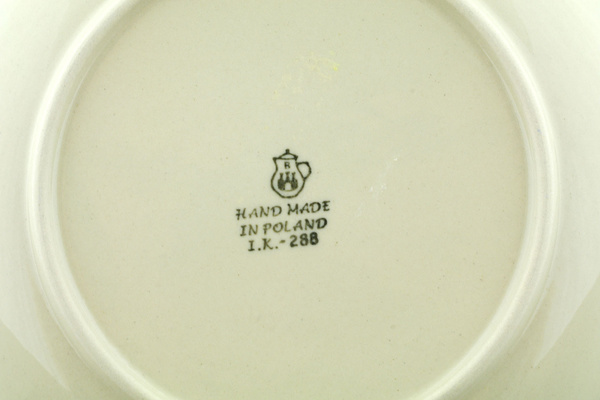 B
HAND MADE
IN POLAND
I.K.-288